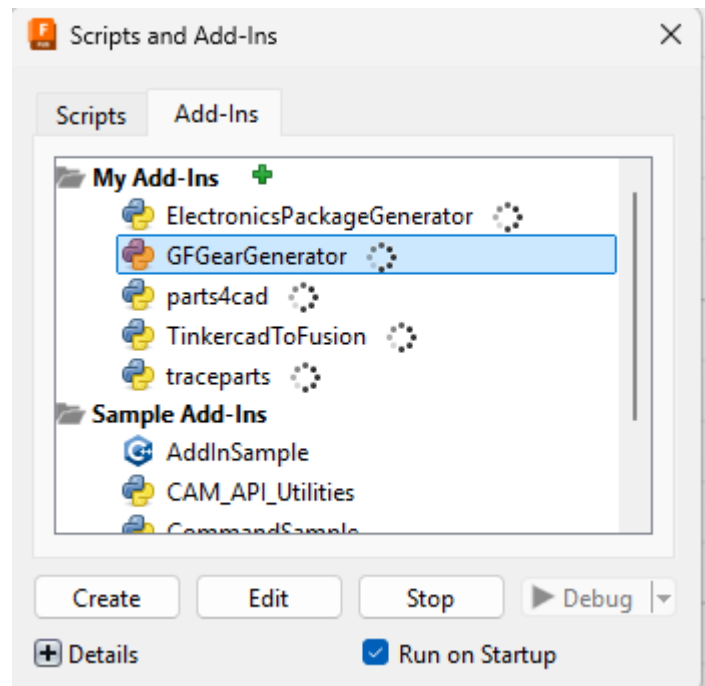 Scripts and Add-Ins
Scripts Add-Ins
My Add-Ins
ElectronicsPackageGenerator
GFGearGenerator
parts4cad
TinkercadToFusion
traceparts
Sample Add-Ins
AddInSample
CAM_API_Utilities
CommandSample
Create Edit Stop Debug
Details Run on Startup